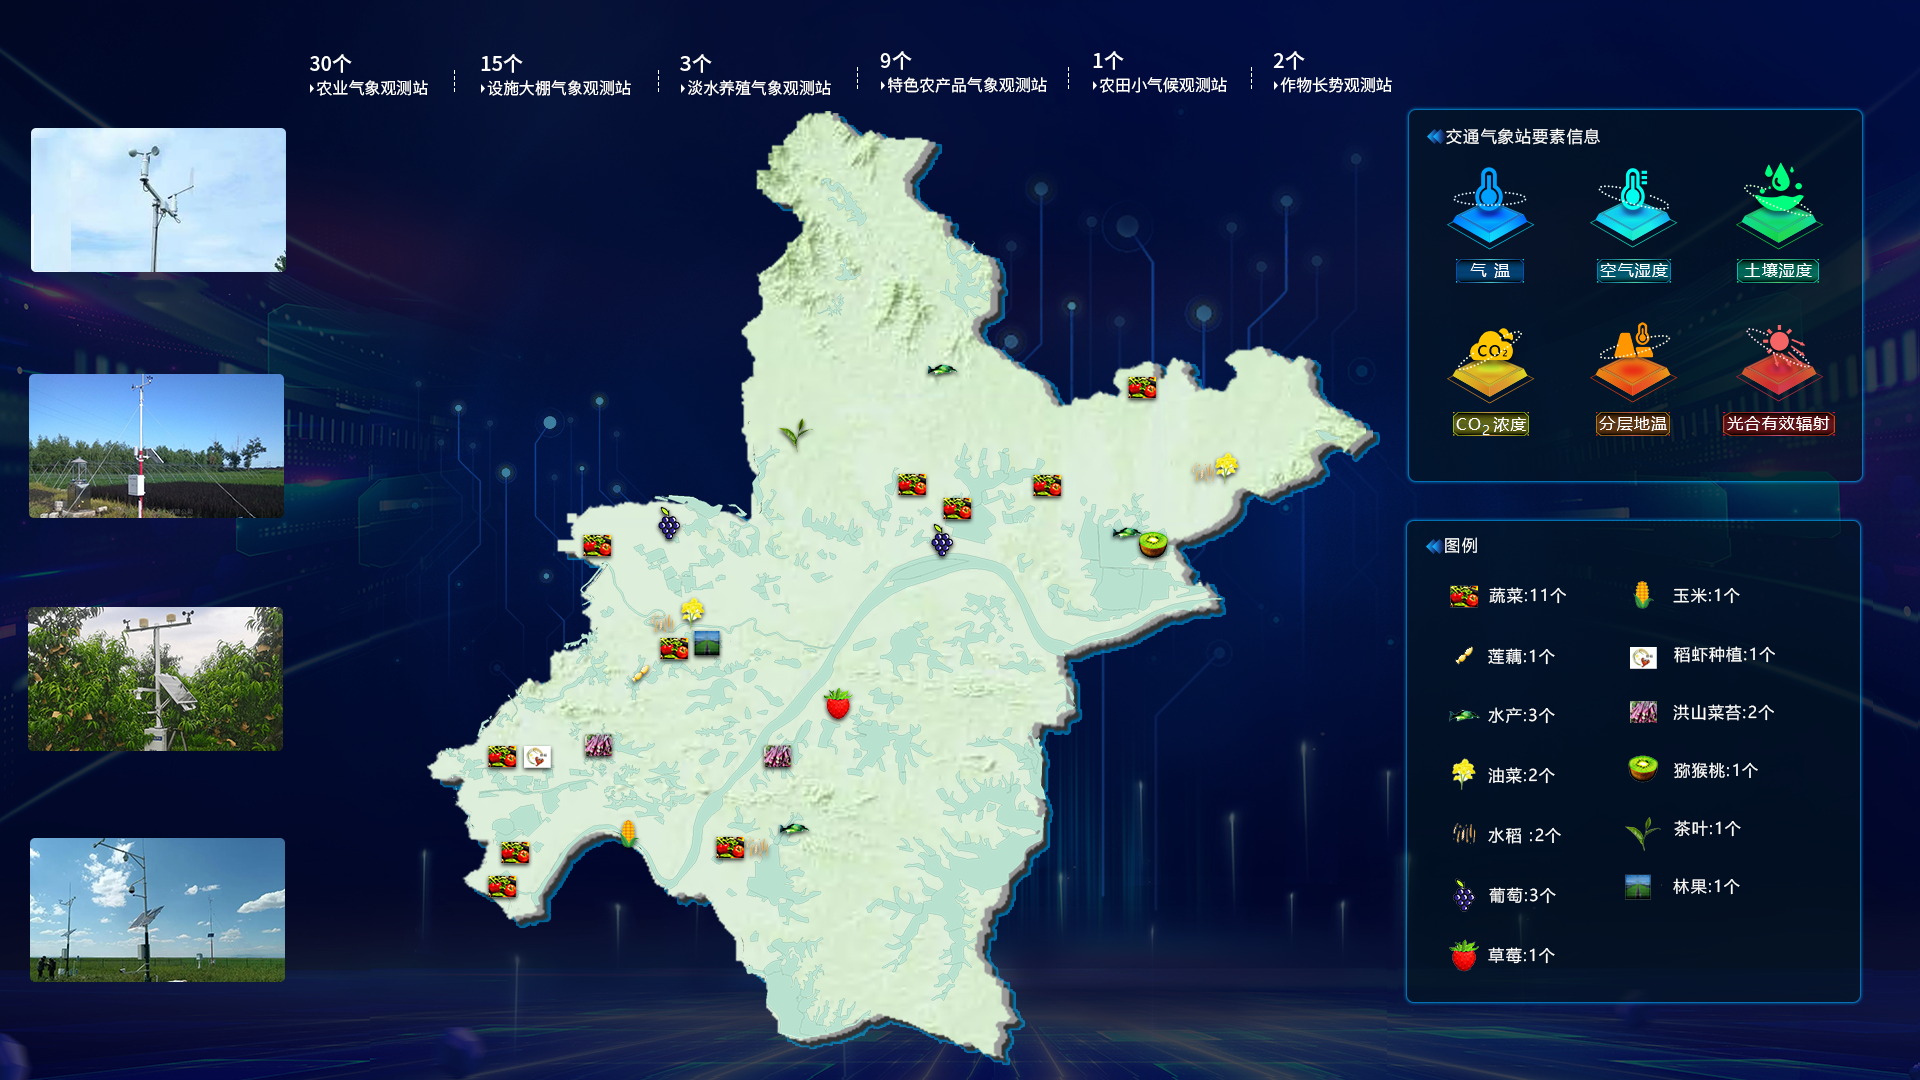 30个
农业气象观测站
15个
设施大棚气象观测站
3个
淡水养殖气象观测站
9个
特色农产品气象观测站
1个
农田小气候观测站
2个
作物长势观测站
交通气象站要素信息
气 温
空气湿度
土壤湿度
CO₂
CO₂浓度
分层地温
光合有效辐射
图例
蔬菜:11个
玉米:1个
莲藕:1个
稻虾种植:1个
水产:3个
洪山菜苔:2个
油菜:2个
猕猴桃:1个
水稻 :2个
茶叶:1个
葡萄:3个
林果:1个
草莓:1个